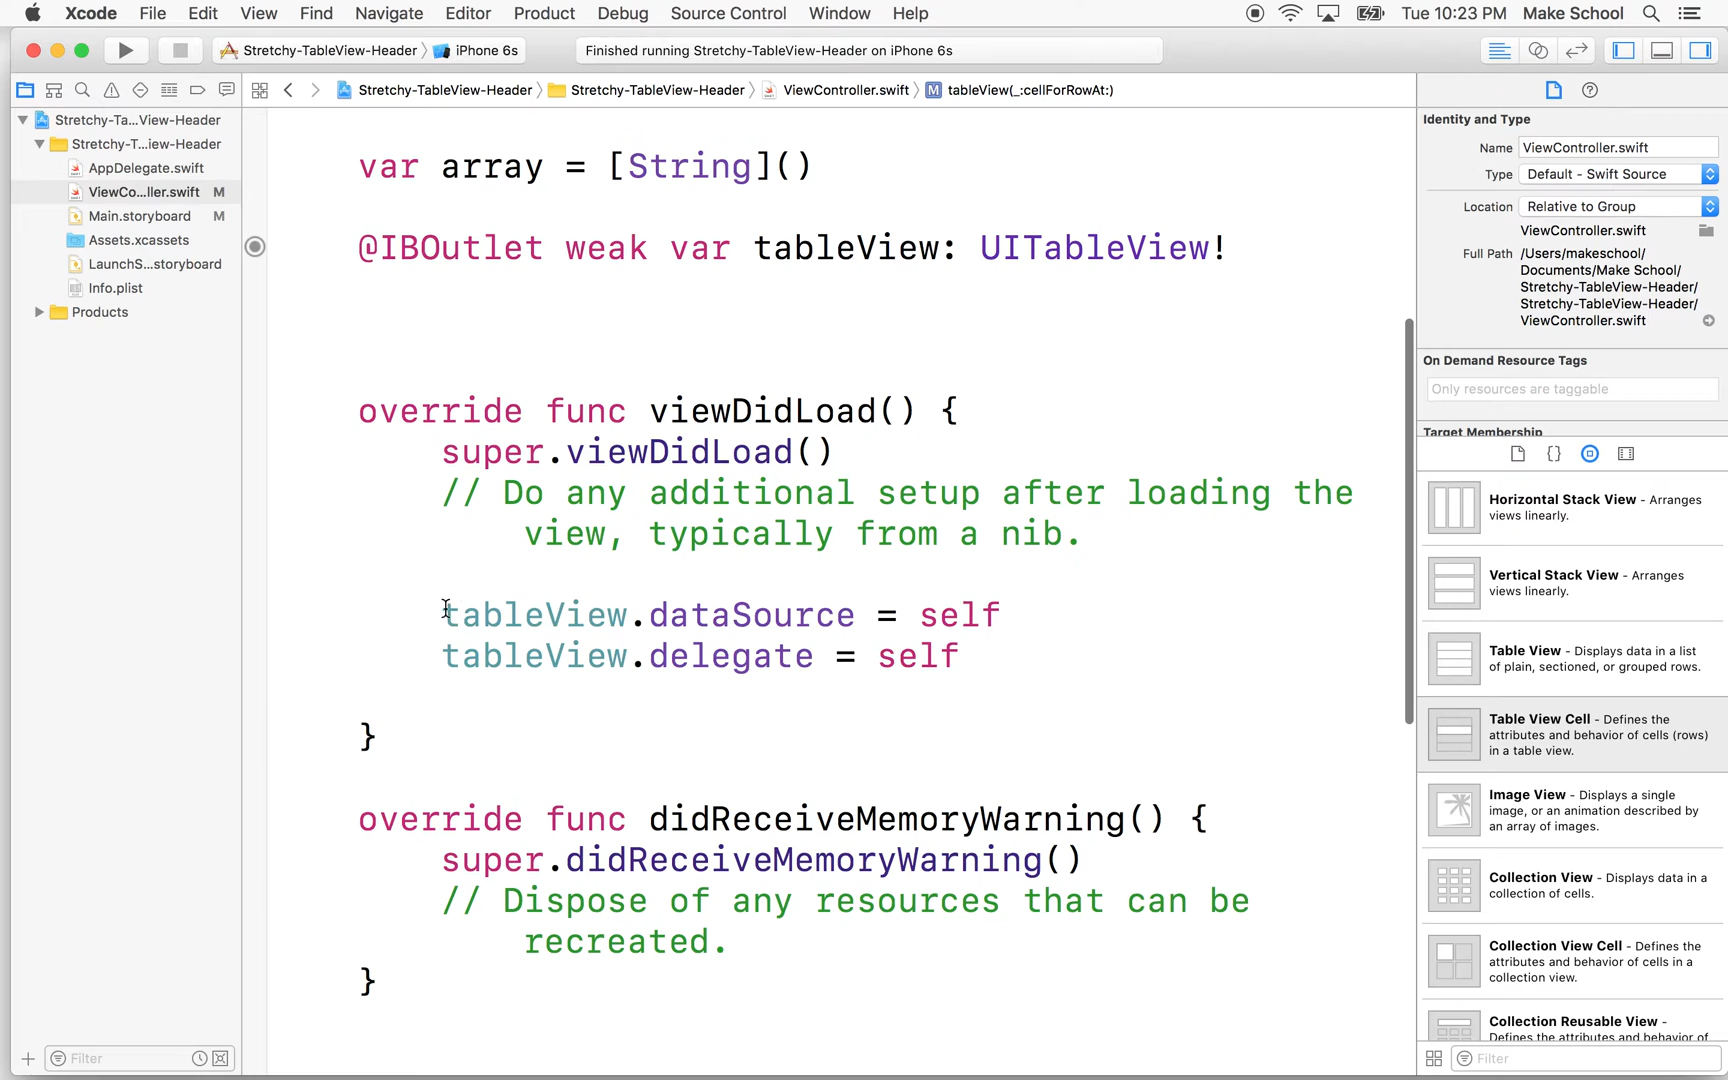 Xcode File Edit View Find Navigate Editor Product Debug Source Control Window Help Tue 10:23 PM Make School
Stretchy-TableView-Header iPhone 6s Finished running Stretchy-TableView-Header on iPhone 6s
Stretchy-TableView-Header Stretchy-TableView-Header ViewController.swift M tableView(_:cellForRowAt:)
Stretchy-Ta...View-Header
Stretchy-T...iew-Header
AppDelegate.swift
ViewCo...ller.swift M
Main.storyboard M
Assets.xcassets
LaunchS...storyboard
Info.plist
Products
Filter
var array = [String]()
@IBOutlet weak var tableView: UITableView!
override func viewDidLoad() {
super.viewDidLoad()
// Do any additional setup after loading the
view, typically from a nib.
tableView.dataSource = self
tableView.delegate = self
}
override func didReceiveMemoryWarning() {
super.didReceiveMemoryWarning()
// Dispose of any resources that can be
recreated.
}
Identity and Type
Name ViewController.swift
Type Default - Swift Source
Location Relative to Group
ViewController.swift
Full Path /Users/makeschool/
Documents/Make School/
Stretchy-TableView-Header/
Stretchy-TableView-Header/
ViewController.swift
On Demand Resource Tags
Only resources are taggable
Target Membership
{}
Horizontal Stack View - Arranges
views linearly.
Vertical Stack View - Arranges
views linearly.
Table View - Displays data in a list
of plain, sectioned, or grouped rows.
Table View Cell - Defines the
attributes and behavior of cells (rows)
in a table view.
Image View - Displays a single
image, or an animation described by
an array of images.
Collection View - Displays data in a
collection of cells.
Collection View Cell - Defines the
attributes and behavior of cells in a
collection view.
Collection Reusable View -
Defines the attributes and behavior of
Filter